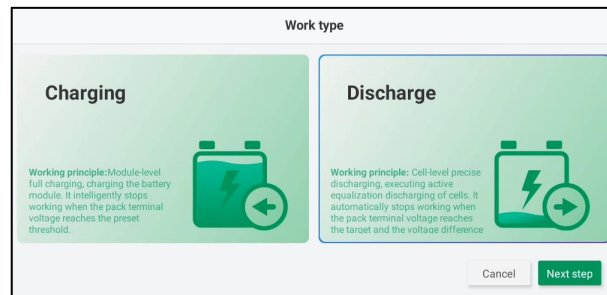 Work type
Charging
Working principle:Module-level
full charging, charging the battery
module. It intelligently stops
working when the pack terminal
voltage reaches the preset
threshold.
Discharge
Working principle: Cell-level precise
discharging, executing active
equalization discharging of cells. It
automatically stops working when
the pack terminal voltage reaches
the target and the voltage difference
Cancel
Next step